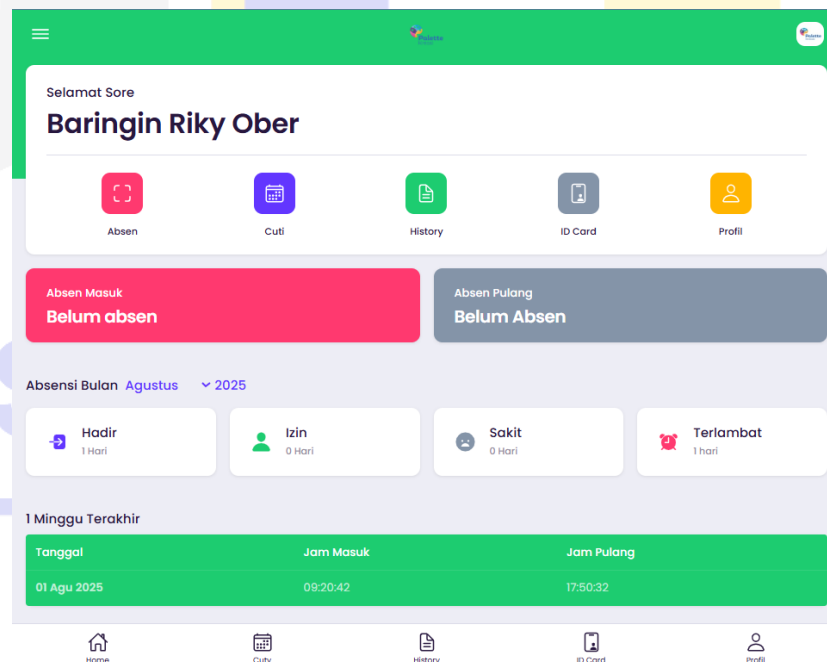 Palette
Selamat Sore
Baringin Riky Ober
Absen Cuti History ID Card Profil
Absen Masuk Absen Pulang
Belum absen Belum Absen
Absensi Bulan Agustus 2025
Hadir Izin Sakit Terlambat
1 Hari 0 Hari 0 Hari 1 hari
1 Minggu Terakhir
Tanggal Jam Masuk Jam Pulang
01 Agu 2025 09:20:42 17:50:32
Home Cuty History ID Card Profil